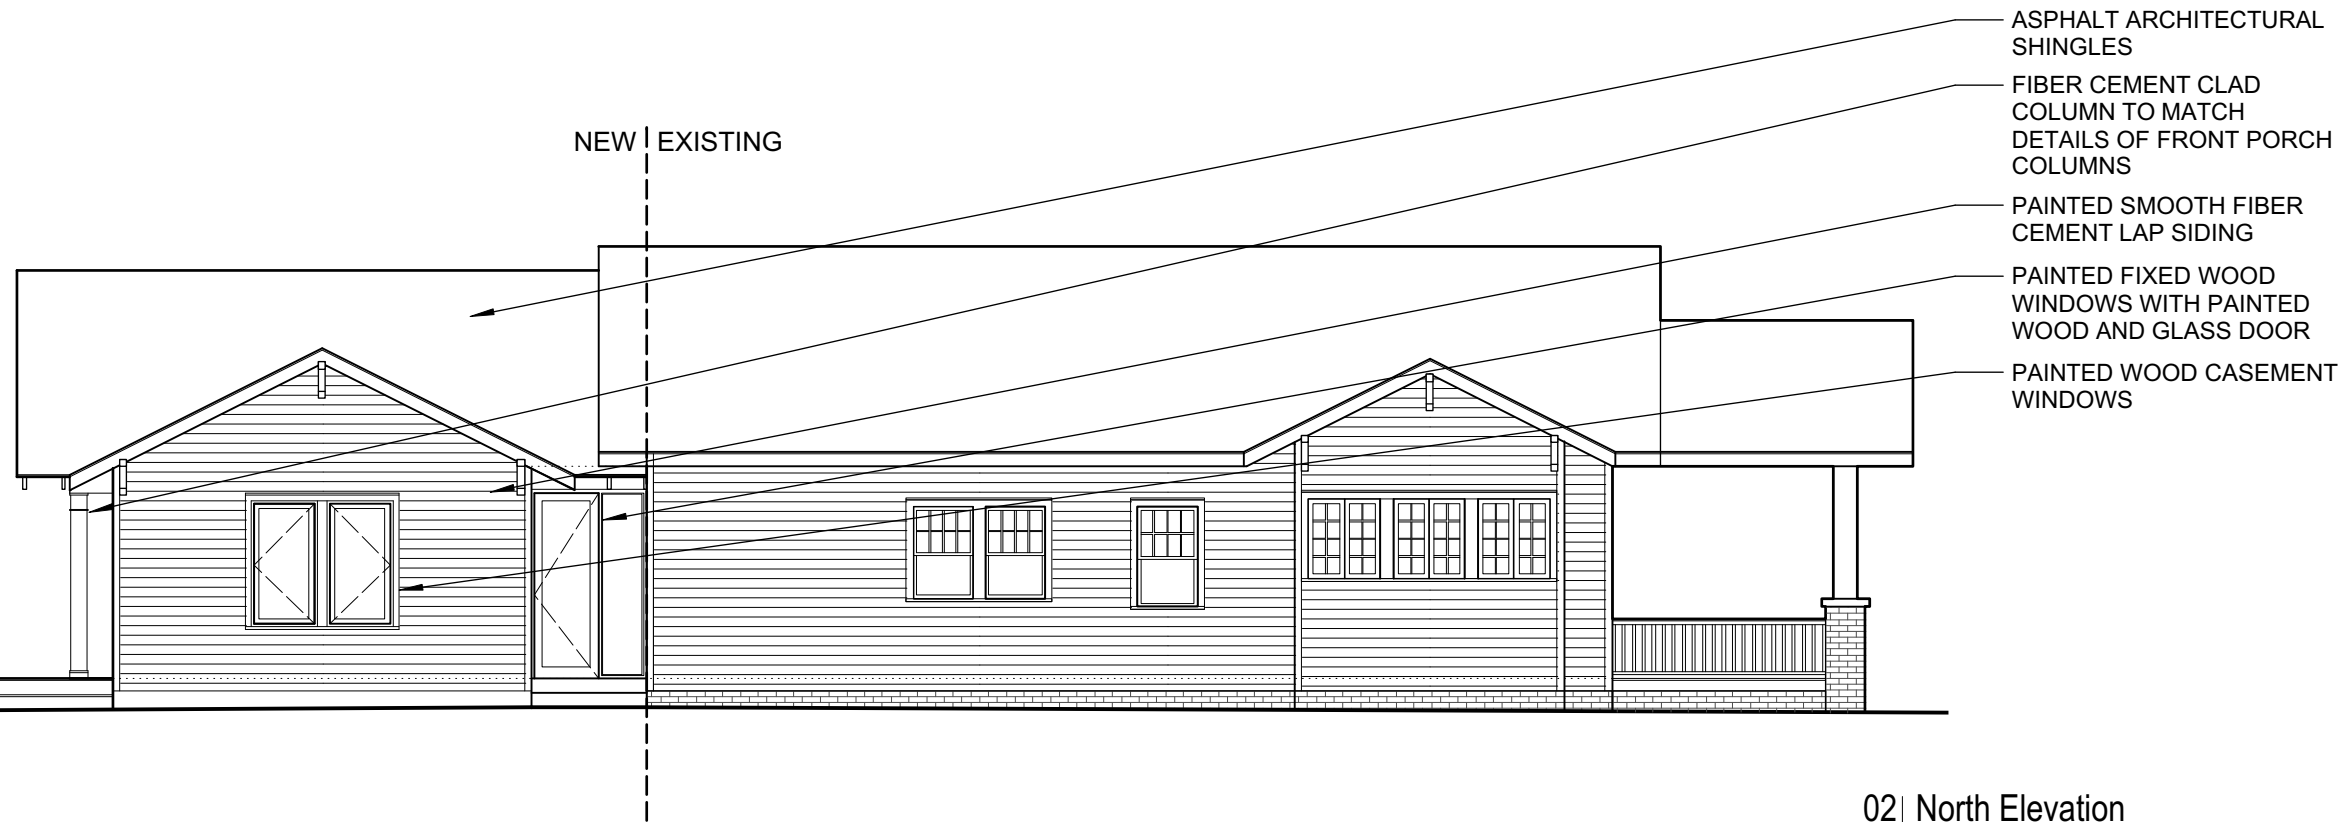 ASPHALT ARCHITECTURAL
SHINGLES
FIBER CEMENT CLAD
COLUMN TO MATCH
DETAILS OF FRONT PORCH
COLUMNS
NEW EXISTING
PAINTED SMOOTH FIBER
CEMENT LAP SIDING
PAINTED FIXED WOOD
WINDOWS WITH PAINTED
WOOD AND GLASS DOOR
PAINTED WOOD CASEMENT
WINDOWS
02| North Elevation